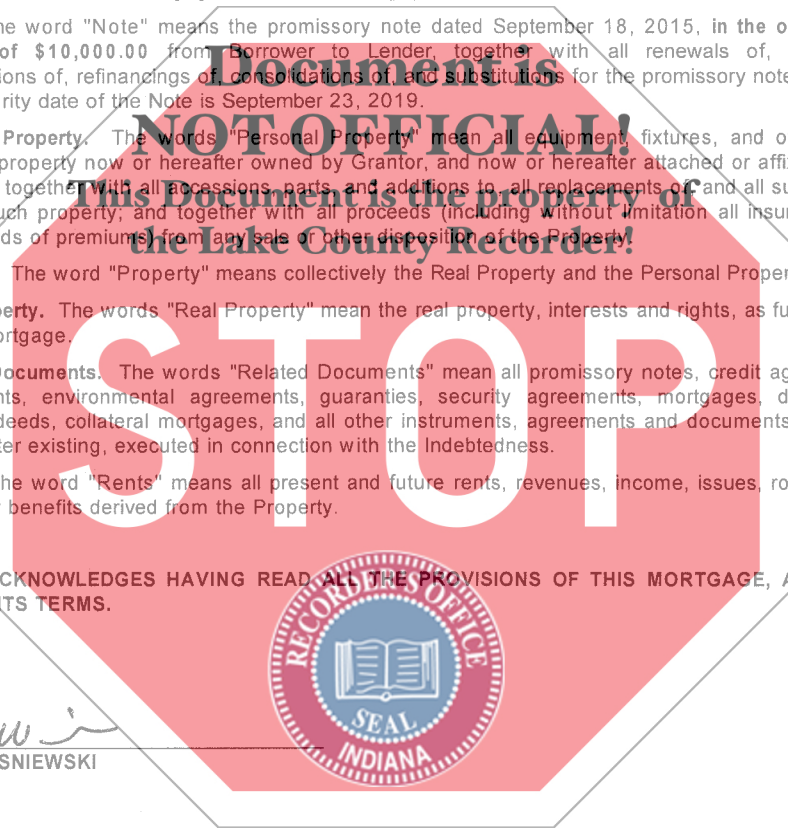 he word "Note" means the promissory note dated September 18, 2015, in the o
of $10,000.00 from Borrower to Lender, together with all renewals of,
ions of, refinancings of, consolidations of, and substitutions for the promissory note
rity date of the Note is September 23, 2019.
Document is
NOT OFFICIAL!
This Document is the property of
the Lake County Recorder!
Property. The words "Personal Property" mean all equipment, fixtures, and o
property now or hereafter owned by Grantor, and now or hereafter attached or affix
together with all accessions, parts, and additions to, all replacements of, and all su
uch property; and together with all proceeds (including without limitation all insur
ds of premiums) from any sale or other disposition of the Property.
The word "Property" means collectively the Real Property and the Personal Proper
erty. The words "Real Property" mean the real property, interests and rights, as fu
ortgage.
STOP
Documents. The words "Related Documents" mean all promissory notes, credit ag
nts, environmental agreements, guaranties, security agreements, mortgages, d
deeds, collateral mortgages, and all other instruments, agreements and documents
ter existing, executed in connection with the Indebtedness.
he word "Rents" means all present and future rents, revenues, income, issues, ro
benefits derived from the Property.
CKNOWLEDGES HAVING READ ALL THE PROVISIONS OF THIS MORTGAGE, A
ITS TERMS.
RECORDER'S OFFICE
SEAL
INDIANA
SNIEWSKI